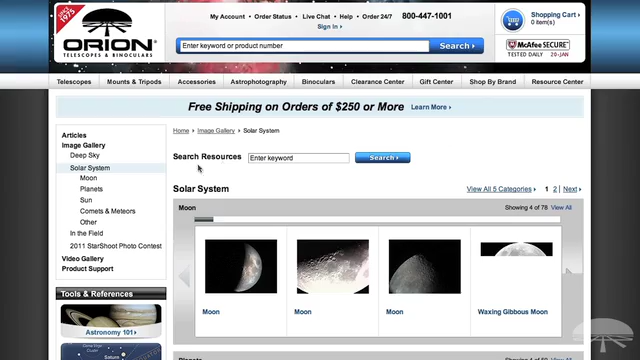 SINCE 1975
ORION
TELESCOPES & BINOCULARS
My Account • Order Status • Live Chat • Help • Order 24/7 800-447-1001
Sign In
Enter keyword or product number
Search
Shopping Cart
0 item(s)
McAfee SECURE
TESTED DAILY 20-JAN
Telescopes
Mounts & Tripods
Accessories
Astrophotography
Binoculars
Clearance Center
Gift Center
Shop By Brand
Resource Center
Free Shipping on Orders of $250 or More Learn More
Articles
Image Gallery
Deep Sky
Solar System
Moon
Planets
Sun
Comets & Meteors
Other
In the Field
2011 StarShoot Photo Contest
Video Gallery
Product Support
Tools & References
Astronomy 101
Saturn
Home Image Gallery Solar System
Search Resources
Enter keyword
Search
Solar System
View All 5 Categories 1 2 Next
Moon
Showing 4 of 78 View All
Moon
Moon
Moon
Waxing Gibbous Moon